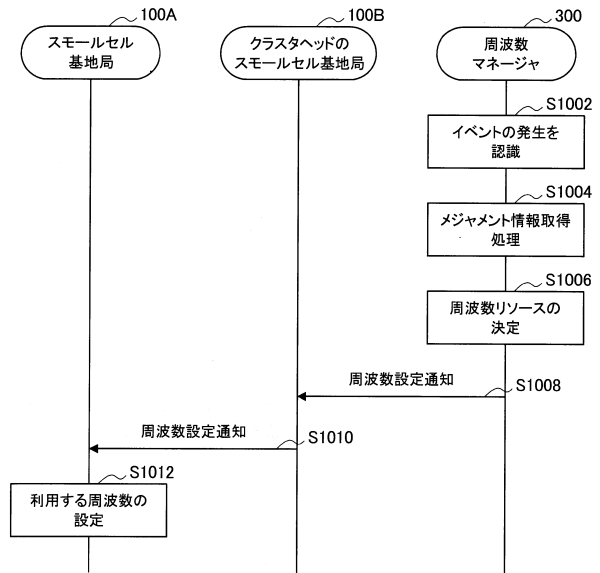 100A
スモールセル
基地局
100B
クラスタヘッドの
スモールセル基地局
300
周波数
マネージャ
S1002
イベントの発生を
認識
S1004
メジャメント情報取得
処理
S1006
周波数リソースの
決定
周波数設定通知
S1008
周波数設定通知
S1010
S1012
利用する周波数の
設定